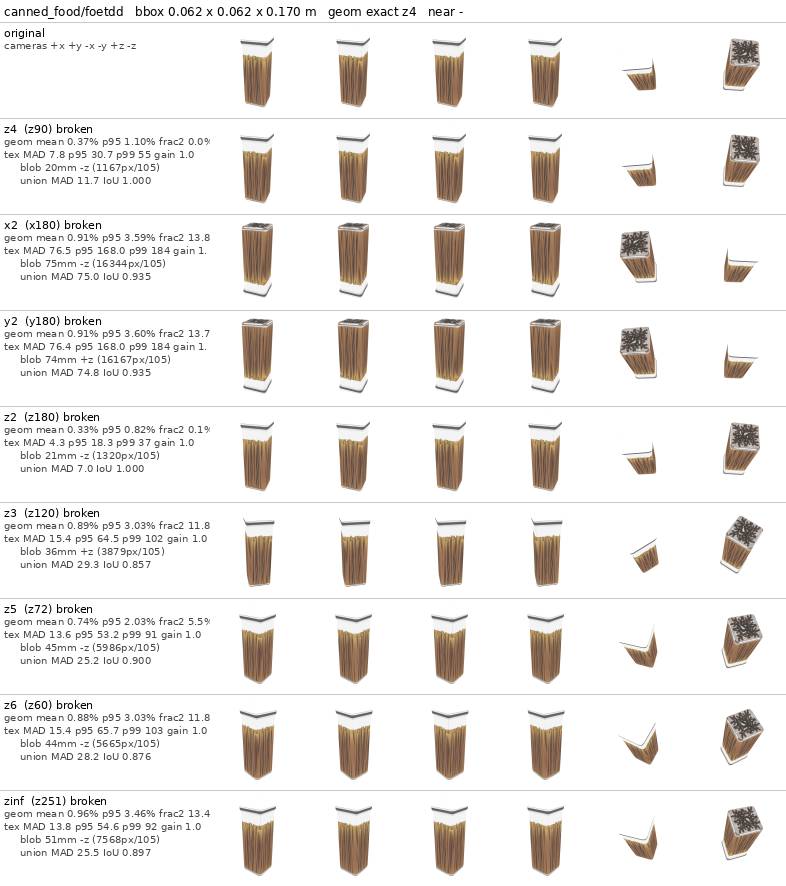 canned_food/foetdd bbox 0.062 x 0.062 x 0.170 m geom exact z4 near -
original
cameras +x +y -x -y +z -z
z4 (z90) broken
geom mean 0.37% p95 1.10% frac2 0.0%
tex MAD 7.8 p95 30.7 p99 55 gain 1.0
blob 20mm -z (1167px/105)
union MAD 11.7 IoU 1.000
x2 (x180) broken
geom mean 0.91% p95 3.59% frac2 13.8
tex MAD 76.5 p95 168.0 p99 184 gain 1.
blob 75mm -z (16344px/105)
union MAD 75.0 IoU 0.935
y2 (y180) broken
geom mean 0.91% p95 3.60% frac2 13.7
tex MAD 76.4 p95 168.0 p99 184 gain 1.
blob 74mm +z (16167px/105)
union MAD 74.8 IoU 0.935
z2 (z180) broken
geom mean 0.33% p95 0.82% frac2 0.1%
tex MAD 4.3 p95 18.3 p99 37 gain 1.0
blob 21mm -z (1320px/105)
union MAD 7.0 IoU 1.000
z3 (z120) broken
geom mean 0.89% p95 3.03% frac2 11.8
tex MAD 15.4 p95 64.5 p99 102 gain 1.0
blob 36mm +z (3879px/105)
union MAD 29.3 IoU 0.857
z5 (z72) broken
geom mean 0.74% p95 2.03% frac2 5.5%
tex MAD 13.6 p95 53.2 p99 91 gain 1.0
blob 45mm -z (5986px/105)
union MAD 25.2 IoU 0.900
z6 (z60) broken
geom mean 0.88% p95 3.03% frac2 11.8
tex MAD 15.4 p95 65.7 p99 103 gain 1.0
blob 44mm -z (5665px/105)
union MAD 28.2 IoU 0.876
zinf (z251) broken
geom mean 0.96% p95 3.46% frac2 13.4
tex MAD 13.8 p95 54.6 p99 92 gain 1.0
blob 51mm -z (7568px/105)
union MAD 25.5 IoU 0.897